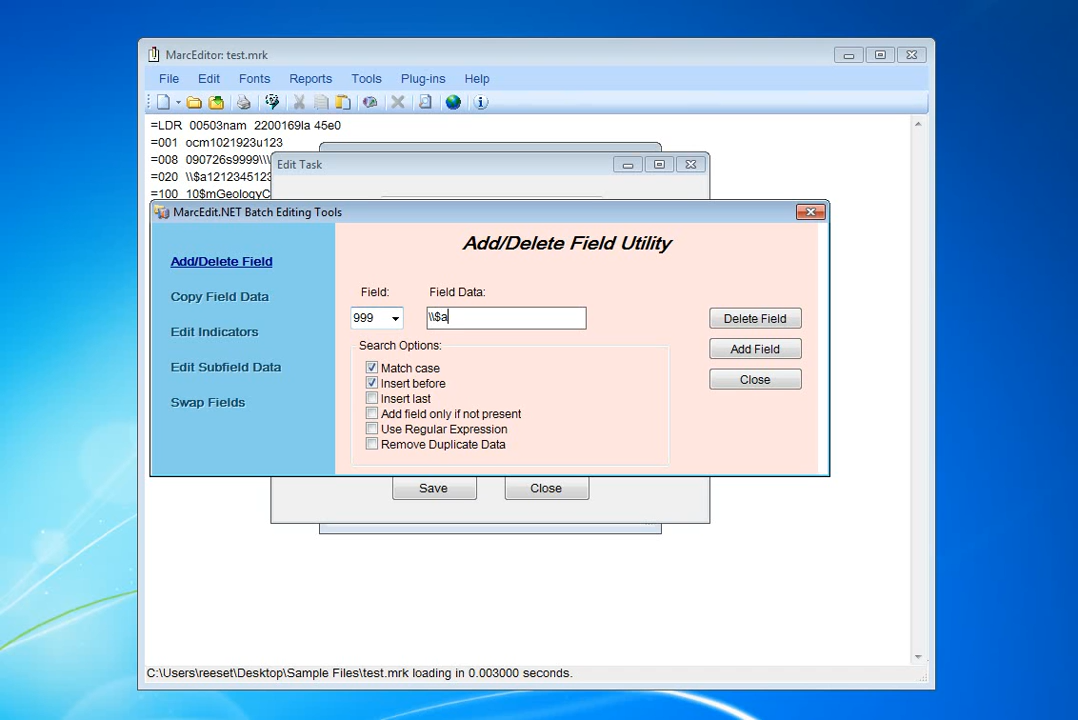 MarcEditor: test.mrk
File Edit Fonts Reports Tools Plug-ins Help
=LDR 00503nam 2200169Ia 45e0
=001 ocm1021923u123
=008 090726s9999\\\
=020 \\$a1212345123
=100 10$mGeologyC
Edit Task
MarcEdit.NET Batch Editing Tools
Add/Delete Field
Copy Field Data
Edit Indicators
Edit Subfield Data
Swap Fields
Add/Delete Field Utility
Field: Field Data:
999 \\$a
Search Options:
Match case
Insert before
Insert last
Add field only if not present
Use Regular Expression
Remove Duplicate Data
Delete Field
Add Field
Close
Save Close
C:\Users\reeset\Desktop\Sample Files\test.mrk loading in 0.003000 seconds.